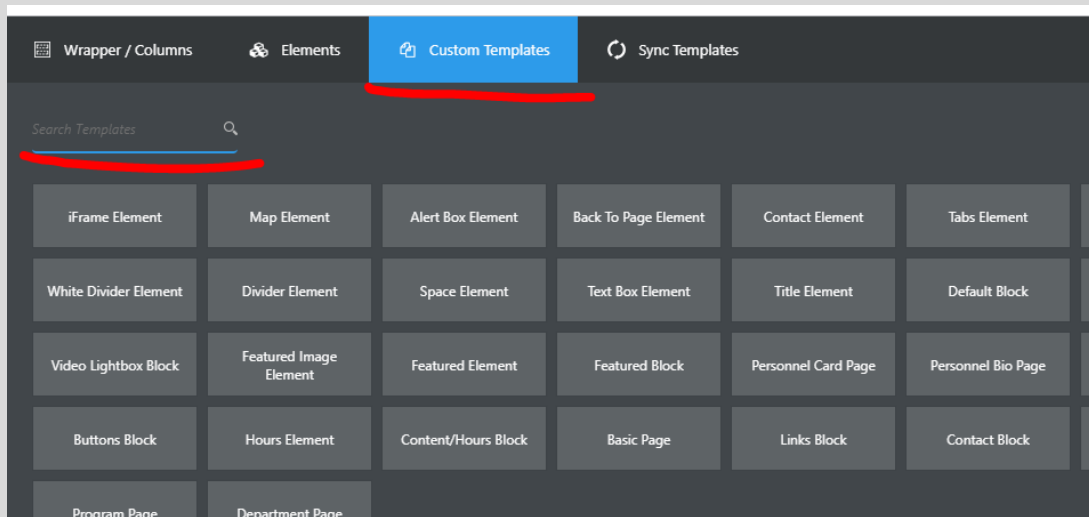 Wrapper / Columns
Elements
Custom Templates
Sync Templates
Search Templates
iFrame Element
Map Element
Alert Box Element
Back To Page Element
Contact Element
Tabs Element
White Divider Element
Divider Element
Space Element
Text Box Element
Title Element
Default Block
Video Lightbox Block
Featured Image
Element
Featured Element
Featured Block
Personnel Card Page
Personnel Bio Page
Buttons Block
Hours Element
Content/Hours Block
Basic Page
Links Block
Contact Block
Program Page
Department Page